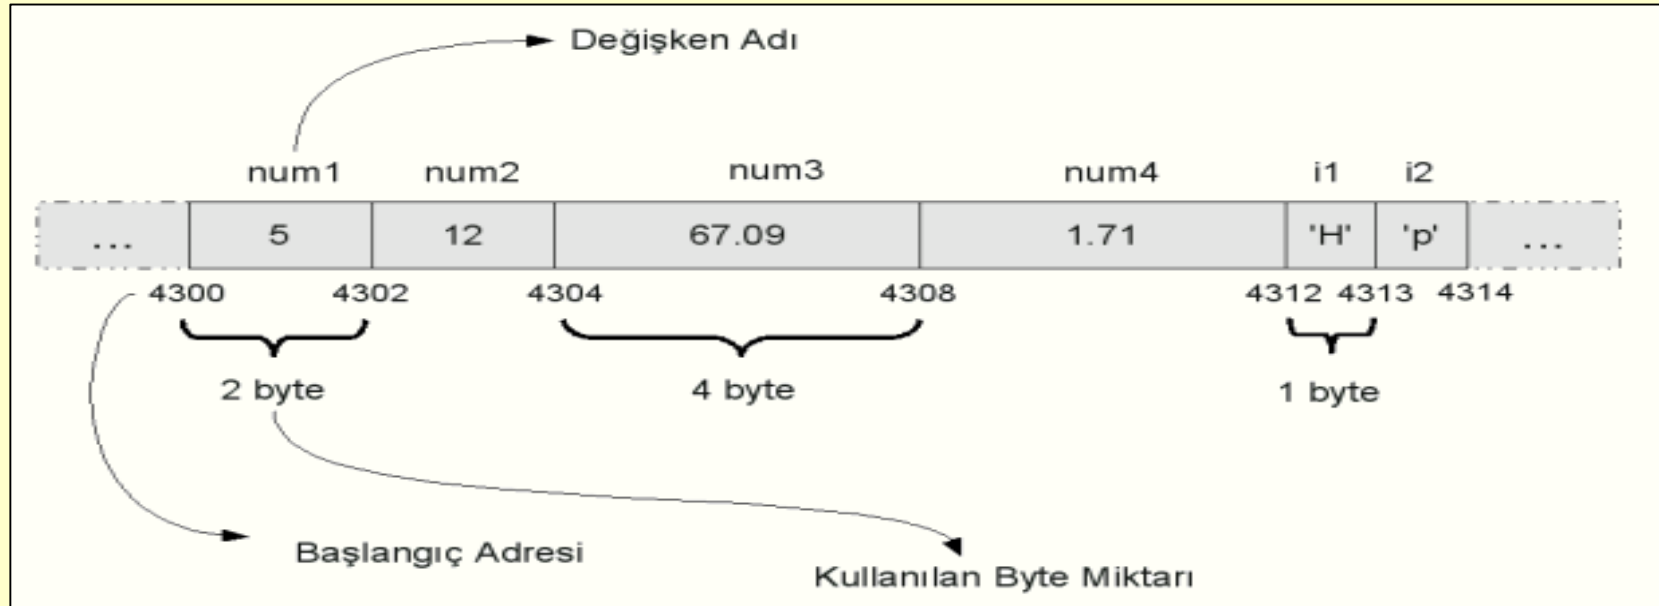 Değişken Adı
num1 num2 num3 num4 i1 i2
... 5 12 67.09 1.71 'H' 'p' ...
4300 4302 4304 4308 4312 4313 4314
2 byte 4 byte 1 byte
Başlangıç Adresi
Kullanılan Byte Miktarı